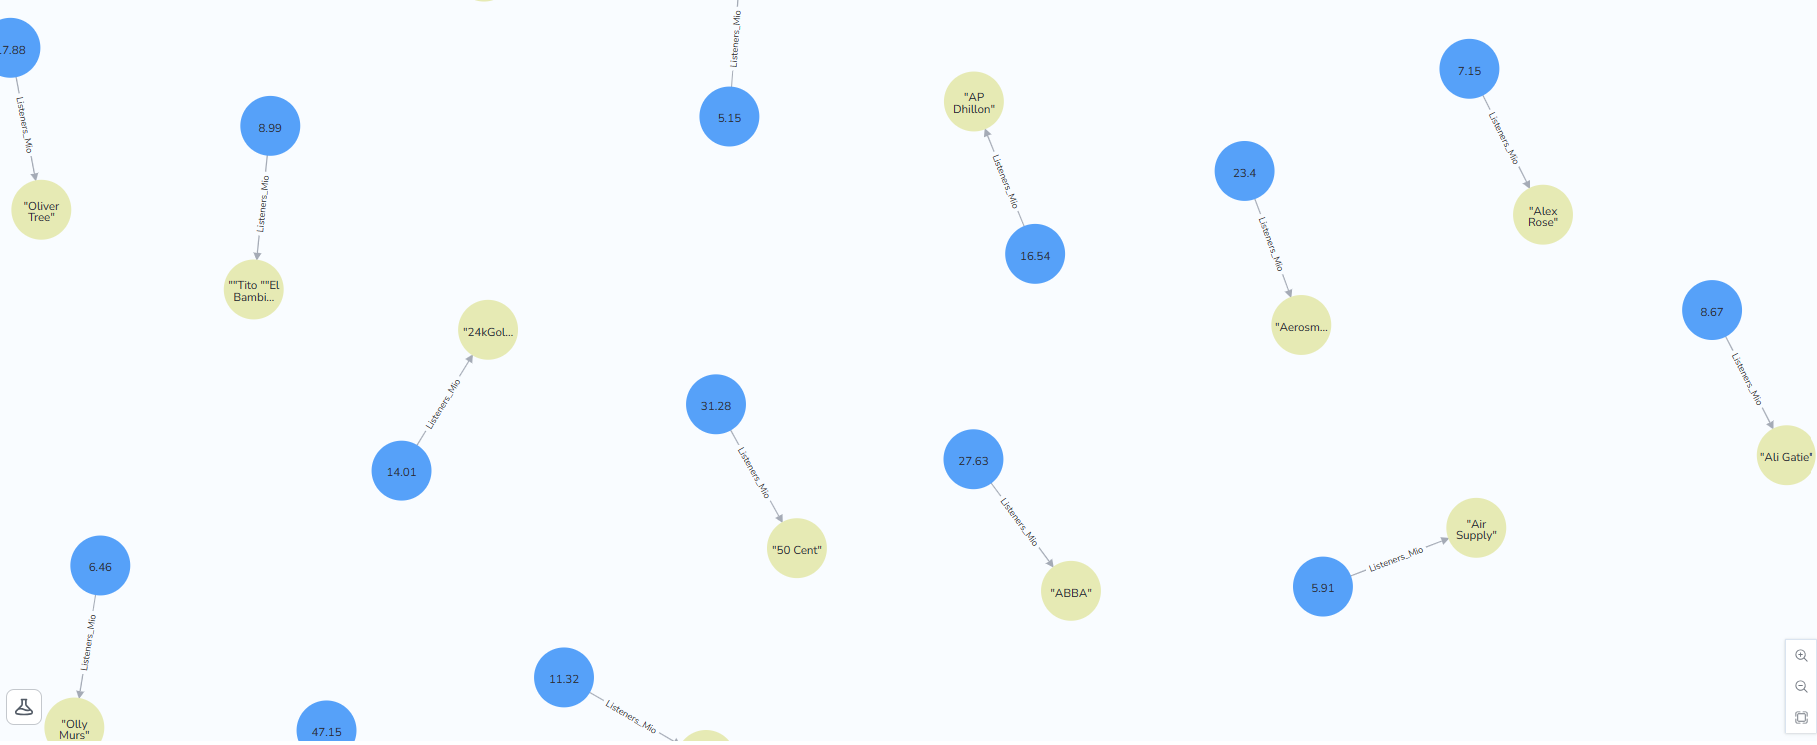 17.88
Listeners_Mio
"Oliver
Tree"
8.99
Listeners_Mio
""Tito ""El
Bambi...
Listeners_Mio
5.15
"AP
Dhillon"
Listeners_Mio
16.54
23.4
Listeners_Mio
"Aerosm...
7.15
Listeners_Mio
"Alex
Rose"
8.67
Listeners_Mio
"Ali Gatie"
"24kGol...
Listeners_Mio
14.01
31.28
Listeners_Mio
"50 Cent"
27.63
Listeners_Mio
"ABBA"
"Air
Supply"
Listeners_Mio
5.91
6.46
Listeners_Mio
"Olly
Murs"
47.15
11.32
Listeners_Mio